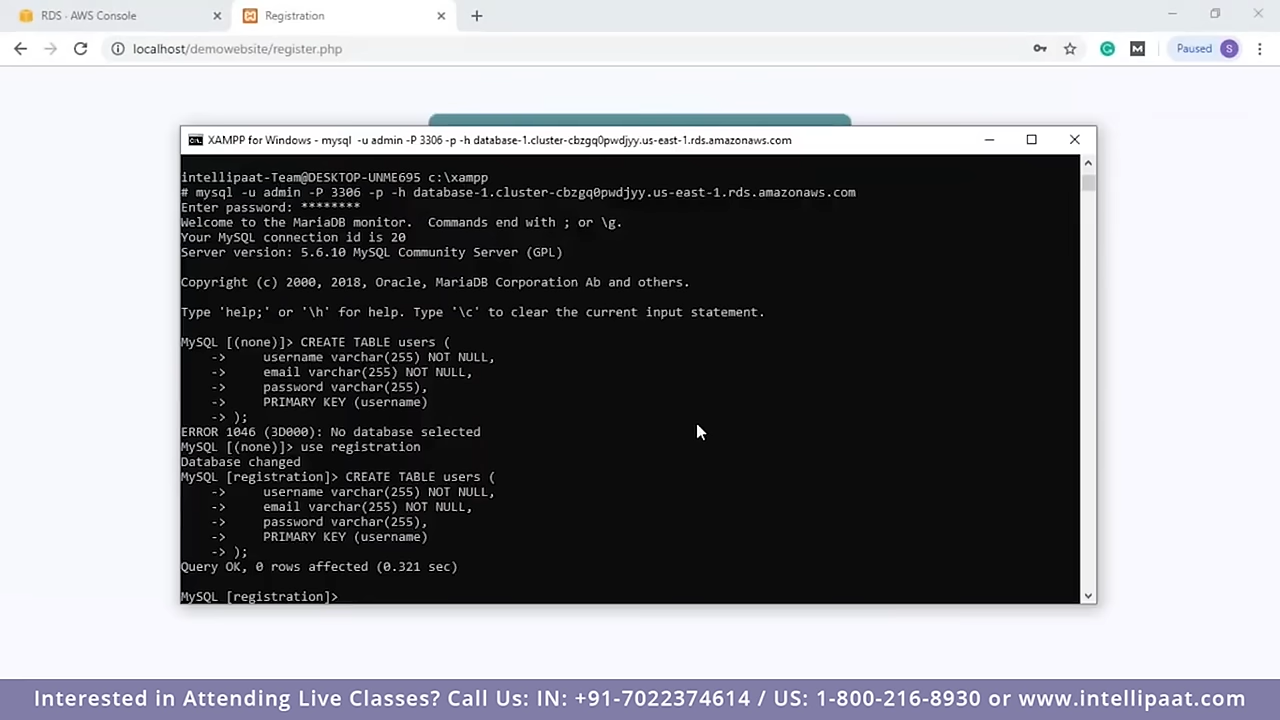 RDS · AWS Console
Registration
localhost/demowebsite/register.php
Paused
S
XAMPP for Windows - mysql -u admin -P 3306 -p -h database-1.cluster-cbzgq0pwdjyy.us-east-1.rds.amazonaws.com
intellipaat-Team@DESKTOP-UNME695 c:\xampp
# mysql -u admin -P 3306 -p -h database-1.cluster-cbzgq0pwdjyy.us-east-1.rds.amazonaws.com
Enter password: ********
Welcome to the MariaDB monitor.  Commands end with ; or \g.
Your MySQL connection id is 20
Server version: 5.6.10 MySQL Community Server (GPL)
Copyright (c) 2000, 2018, Oracle, MariaDB Corporation Ab and others.
Type 'help;' or '\h' for help. Type '\c' to clear the current input statement.
MySQL [(none)]> CREATE TABLE users (
    ->     username varchar(255) NOT NULL,
    ->     email varchar(255) NOT NULL,
    ->     password varchar(255),
    ->     PRIMARY KEY (username)
    -> );
ERROR 1046 (3D000): No database selected
MySQL [(none)]> use registration
Database changed
MySQL [registration]> CREATE TABLE users (
    ->     username varchar(255) NOT NULL,
    ->     email varchar(255) NOT NULL,
    ->     password varchar(255),
    ->     PRIMARY KEY (username)
    -> );
Query OK, 0 rows affected (0.321 sec)
MySQL [registration]>
Interested in Attending Live Classes? Call Us: IN: +91-7022374614 / US: 1-800-216-8930 or www.intellipaat.com